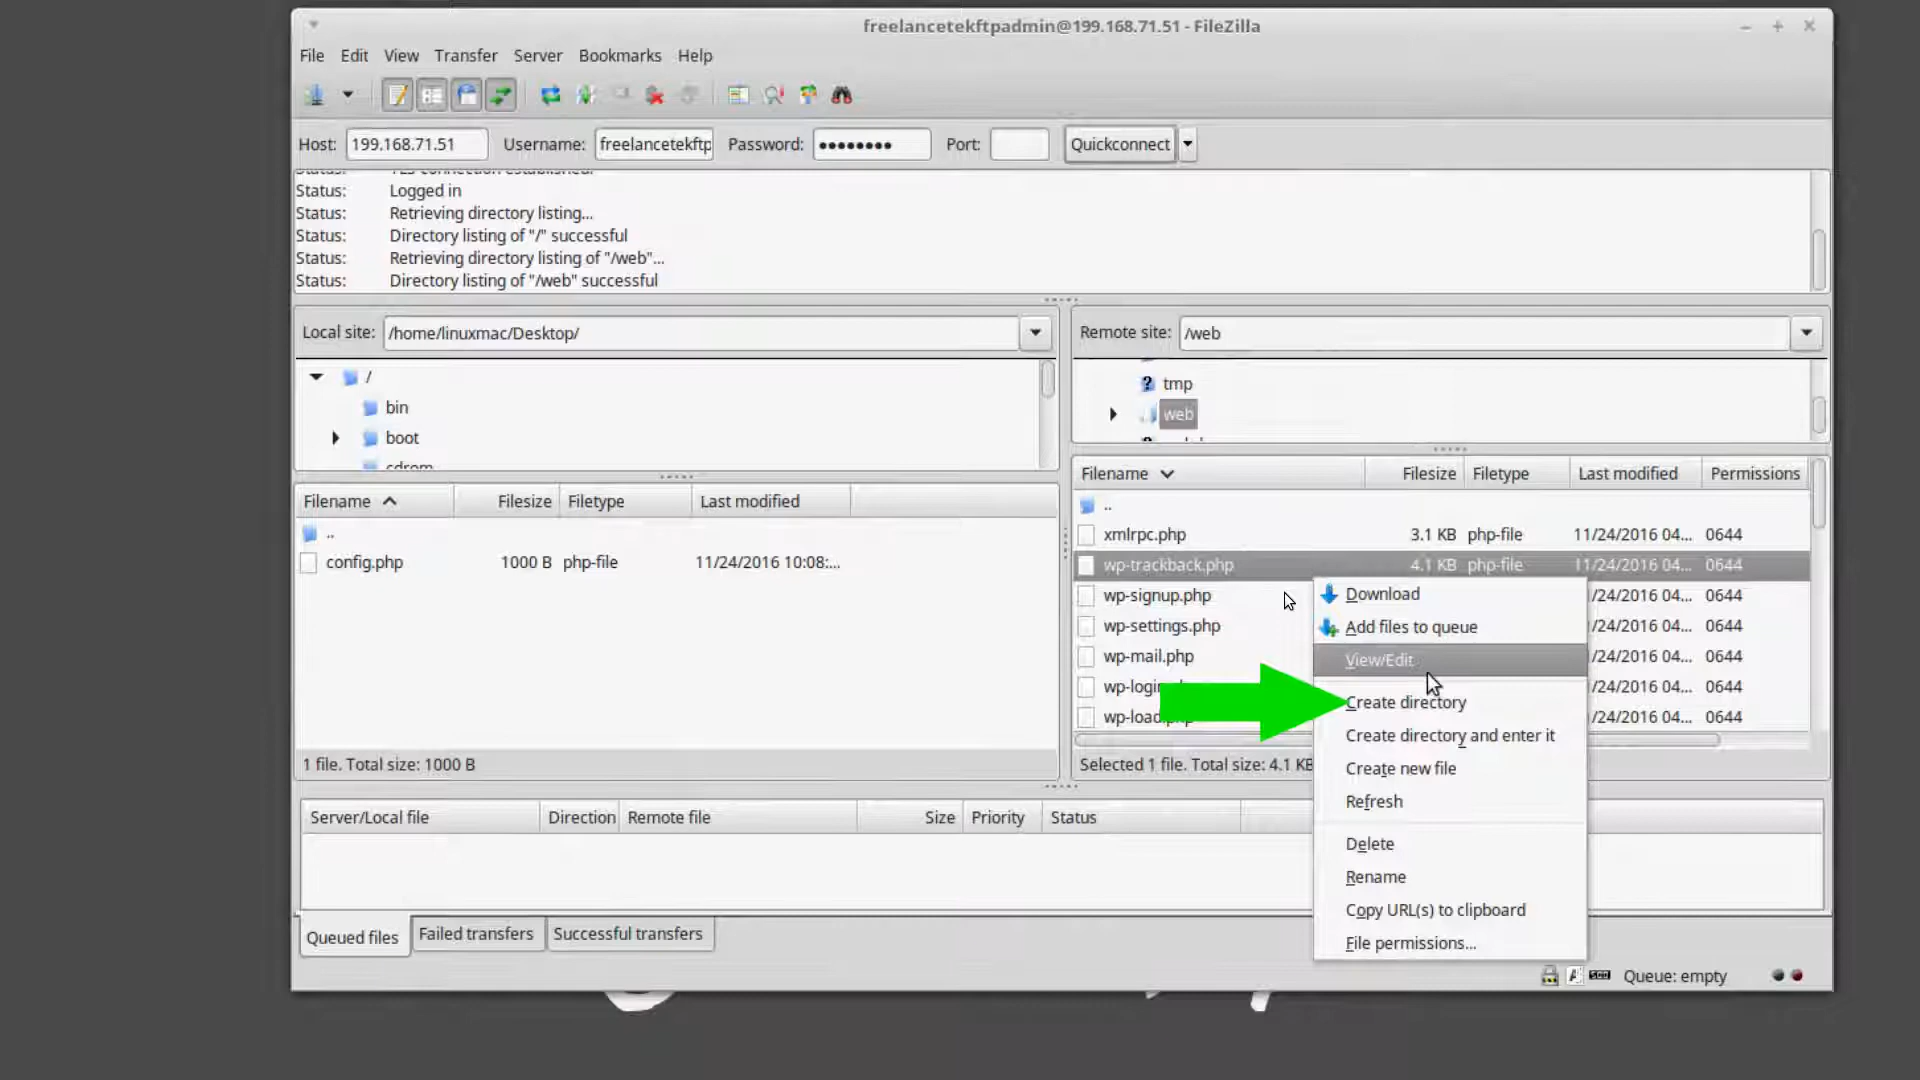 freelancetekftpadmin@199.168.71.51 - FileZilla
File Edit View Transfer Server Bookmarks Help
Host: 199.168.71.51 Username: freelancetekftp Password: •••••••• Port: Quickconnect
Status: TLS connection established.
Status: Logged in
Status: Retrieving directory listing...
Status: Directory listing of "/" successful
Status: Retrieving directory listing of "/web"...
Status: Directory listing of "/web" successful
Local site: /home/linuxmac/Desktop/
/
bin
boot
cdrom
Filename Filesize Filetype Last modified
..
config.php 1000 B php-file 11/24/2016 10:08:...
1 file. Total size: 1000 B
Remote site: /web
tmp
web
Filename Filesize Filetype Last modified Permissions
..
xmlrpc.php 3.1 KB php-file 11/24/2016 04... 0644
wp-trackback.php 4.1 KB php-file 11/24/2016 04... 0644
wp-signup.php /24/2016 04... 0644
wp-settings.php /24/2016 04... 0644
wp-mail.php /24/2016 04... 0644
wp-login /24/2016 04... 0644
wp-load.php /24/2016 04... 0644
Selected 1 file. Total size: 4.1 KB
Download
Add files to queue
View/Edit
Create directory
Create directory and enter it
Create new file
Refresh
Delete
Rename
Copy URL(s) to clipboard
File permissions...
Server/Local file Direction Remote file Size Priority Status
Queued files Failed transfers Successful transfers
Queue: empty